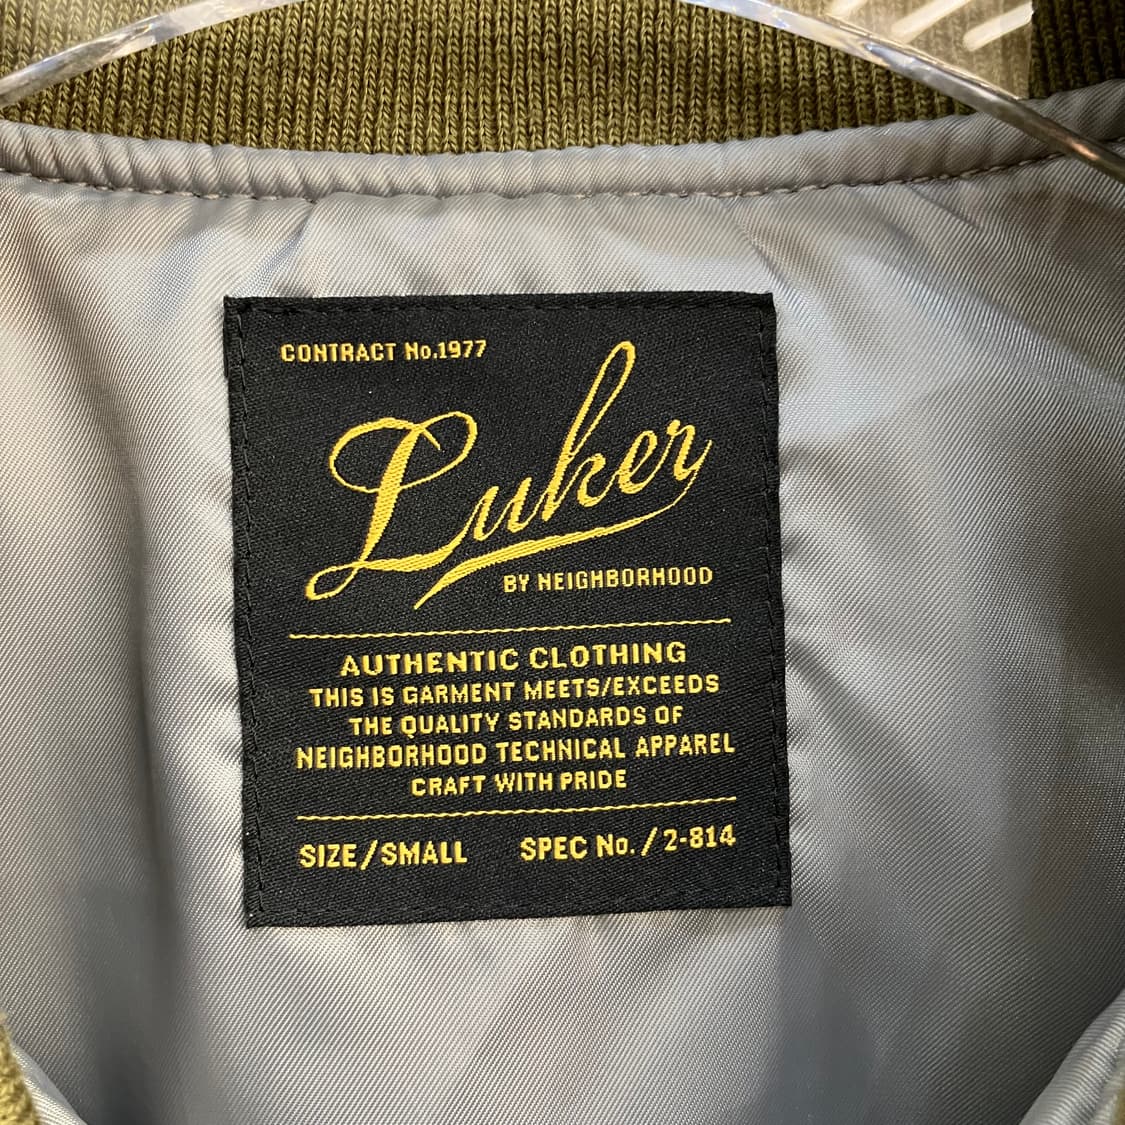 CONTRACT No.1977
Luker
BY NEIGHBORHOOD
AUTHENTIC CLOTHING
THIS IS GARMENT MEETS/EXCEEDS
THE QUALITY STANDARDS OF
NEIGHBORHOOD TECHNICAL APPAREL
CRAFT WITH PRIDE
SIZE/SMALL SPEC No./2-814